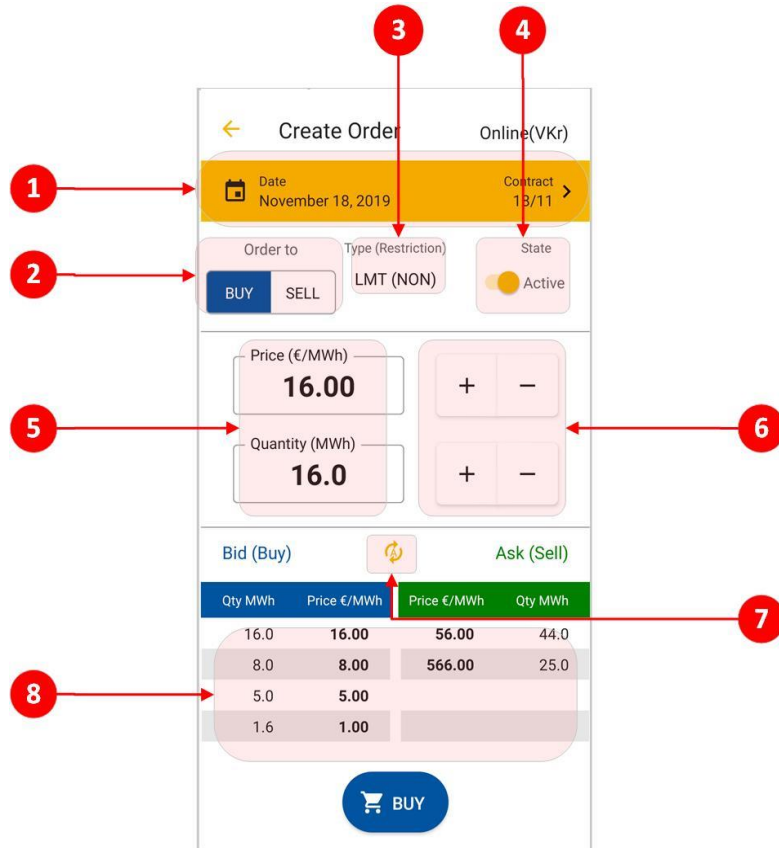 3
4
Create Order
Online(VKr)
1
Date
November 18, 2019
Contract
18/11
2
Order to
BUY
SELL
Type (Restriction)
LMT (NON)
State
Active
5
Price (€/MWh)
16.00
+
−
Quantity (MWh)
16.0
+
−
6
Bid (Buy)
A
Ask (Sell)
7
Qty MWh Price €/MWh Price €/MWh Qty MWh
16.0 16.00 56.00 44.0
8.0 8.00 566.00 25.0
5.0 5.00
1.6 1.00
8
BUY